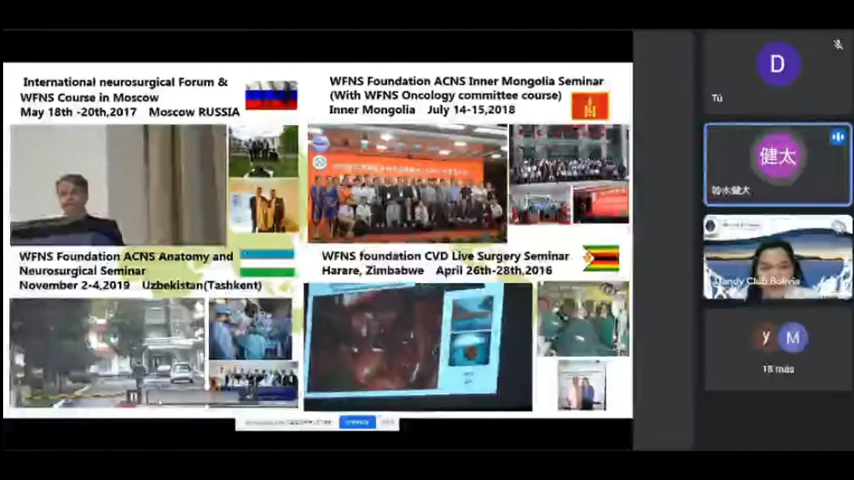 International neurosurgical Forum &
WFNS Course in Moscow
May 18th -20th,2017 Moscow RUSSIA
WFNS Foundation ACNS Inner Mongolia Seminar
(With WFNS Oncology committee course)
Inner Mongolia July 14-15,2018
WFNS Foundation ACNS Anatomy and
Neurosurgical Seminar
November 2-4,2019 Uzbekistan(Tashkent)
WFNS foundation CVD Live Surgery Seminar
Harare, Zimbabwe April 26th-28th,2016
D
Tú
健太
鈴木健太
Dandy Club Bolivia
y M
18 más